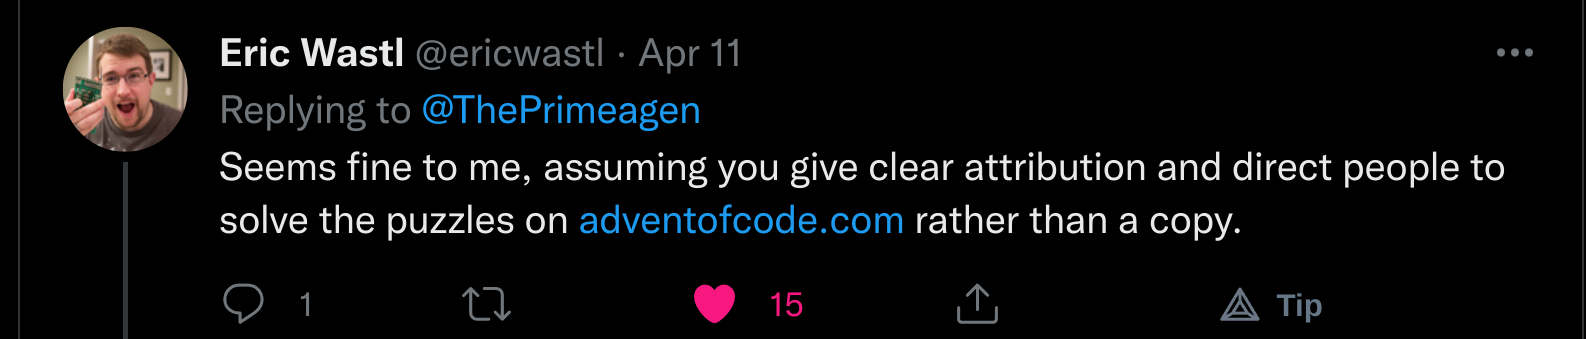 Eric Wastl @ericwastl · Apr 11
Replying to @ThePrimeagen
Seems fine to me, assuming you give clear attribution and direct people to
solve the puzzles on adventofcode.com rather than a copy.
1 15 Tip